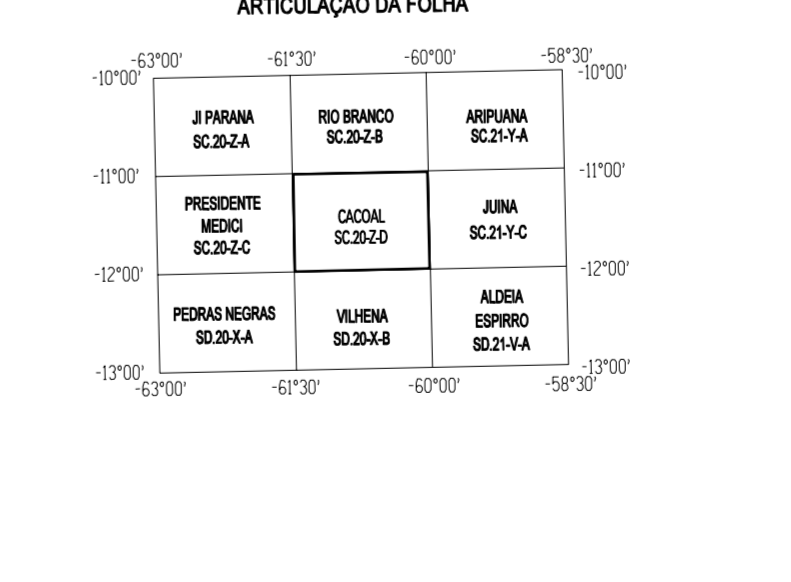 ARTICULAÇÃO DA FOLHA
-63°00' -61°30' -60°00' -58°30'
-10°00' -10°00'
JI PARANA
SC.20-Z-A
RIO BRANCO
SC.20-Z-B
ARIPUANA
SC.21-Y-A
-11°00' -11°00'
PRESIDENTE
MEDICI
SC.20-Z-C
CACOAL
SC.20-Z-D
JUINA
SC.21-Y-C
-12°00' -12°00'
PEDRAS NEGRAS
SD.20-X-A
VILHENA
SD.20-X-B
ALDEIA
ESPIRRO
SD.21-V-A
-13°00' -13°00'
-63°00' -61°30' -60°00' -58°30'